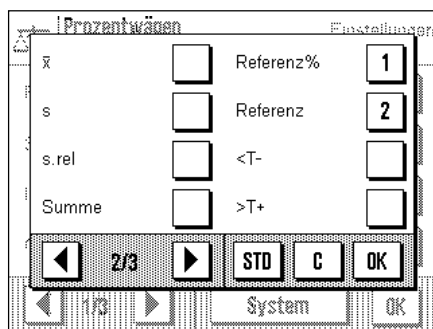 Prozentwägen
Einstellungen
x̄
Referenz% 1
s
Referenz 2
s.rel
<T-
Summe
>T+
2/3
STD C OK
1/3
System
OK